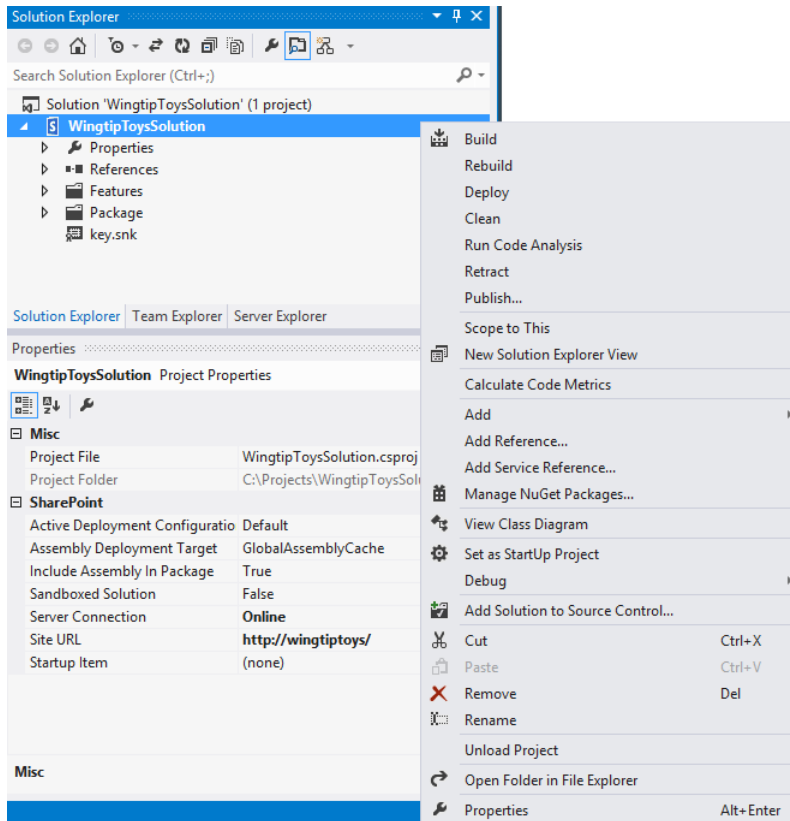 Solution Explorer
Search Solution Explorer (Ctrl+;)
Solution 'WingtipToysSolution' (1 project)
WingtipToysSolution
Properties
References
Features
Package
key.snk
Solution Explorer Team Explorer Server Explorer
Properties
WingtipToysSolution Project Properties
Misc
Project File WingtipToysSolution.csproj
Project Folder C:\Projects\WingtipToysSolu
SharePoint
Active Deployment Configuratio Default
Assembly Deployment Target GlobalAssemblyCache
Include Assembly In Package True
Sandboxed Solution False
Server Connection Online
Site URL http://wingtiptoys/
Startup Item (none)
Misc
Build
Rebuild
Deploy
Clean
Run Code Analysis
Retract
Publish...
Scope to This
New Solution Explorer View
Calculate Code Metrics
Add
Add Reference...
Add Service Reference...
Manage NuGet Packages...
View Class Diagram
Set as StartUp Project
Debug
Add Solution to Source Control...
Cut Ctrl+X
Paste Ctrl+V
Remove Del
Rename
Unload Project
Open Folder in File Explorer
Properties Alt+Enter